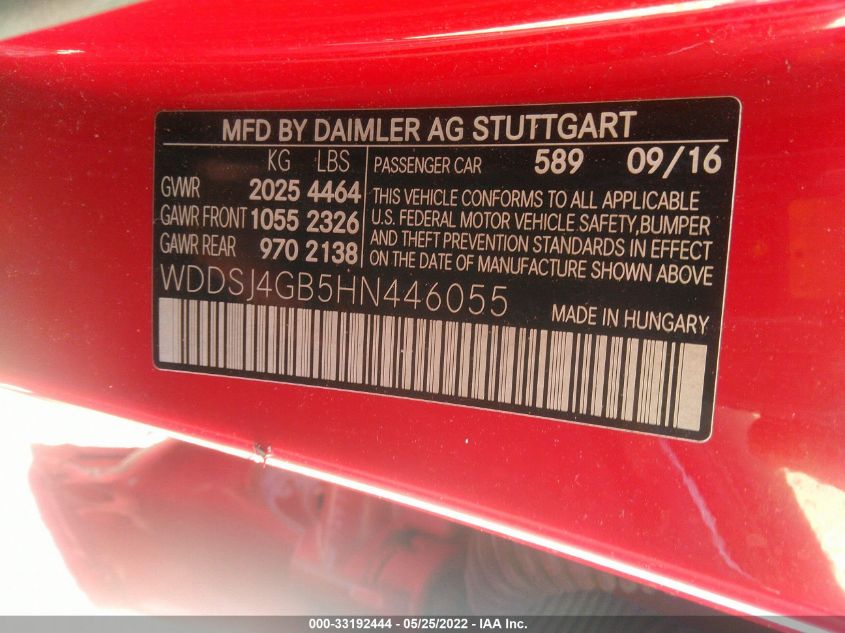 MFD BY DAIMLER AG STUTTGART
KG LBS
GVWR 2025 4464
GAWR FRONT 1055 2326
GAWR REAR 970 2138
PASSENGER CAR 589 09/16
THIS VEHICLE CONFORMS TO ALL APPLICABLE
U.S. FEDERAL MOTOR VEHICLE SAFETY, BUMPER
AND THEFT PREVENTION STANDARDS IN EFFECT
ON THE DATE OF MANUFACTURE SHOWN ABOVE
WDDSJ4GB5HN446055
MADE IN HUNGARY
000-33192444 - 05/25/2022 - IAA Inc.